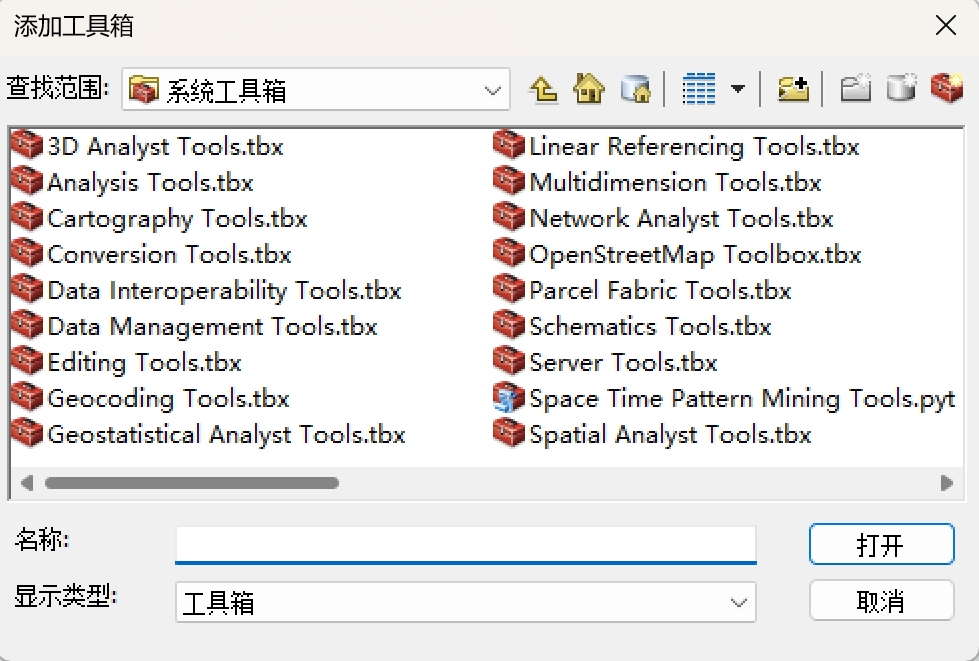 添加工具箱
查找范围: 系统工具箱
3D Analyst Tools.tbx
Analysis Tools.tbx
Cartography Tools.tbx
Conversion Tools.tbx
Data Interoperability Tools.tbx
Data Management Tools.tbx
Editing Tools.tbx
Geocoding Tools.tbx
Geostatistical Analyst Tools.tbx
Linear Referencing Tools.tbx
Multidimension Tools.tbx
Network Analyst Tools.tbx
OpenStreetMap Toolbox.tbx
Parcel Fabric Tools.tbx
Schematics Tools.tbx
Server Tools.tbx
Space Time Pattern Mining Tools.pyt
Spatial Analyst Tools.tbx
名称:
打开
显示类型: 工具箱
取消